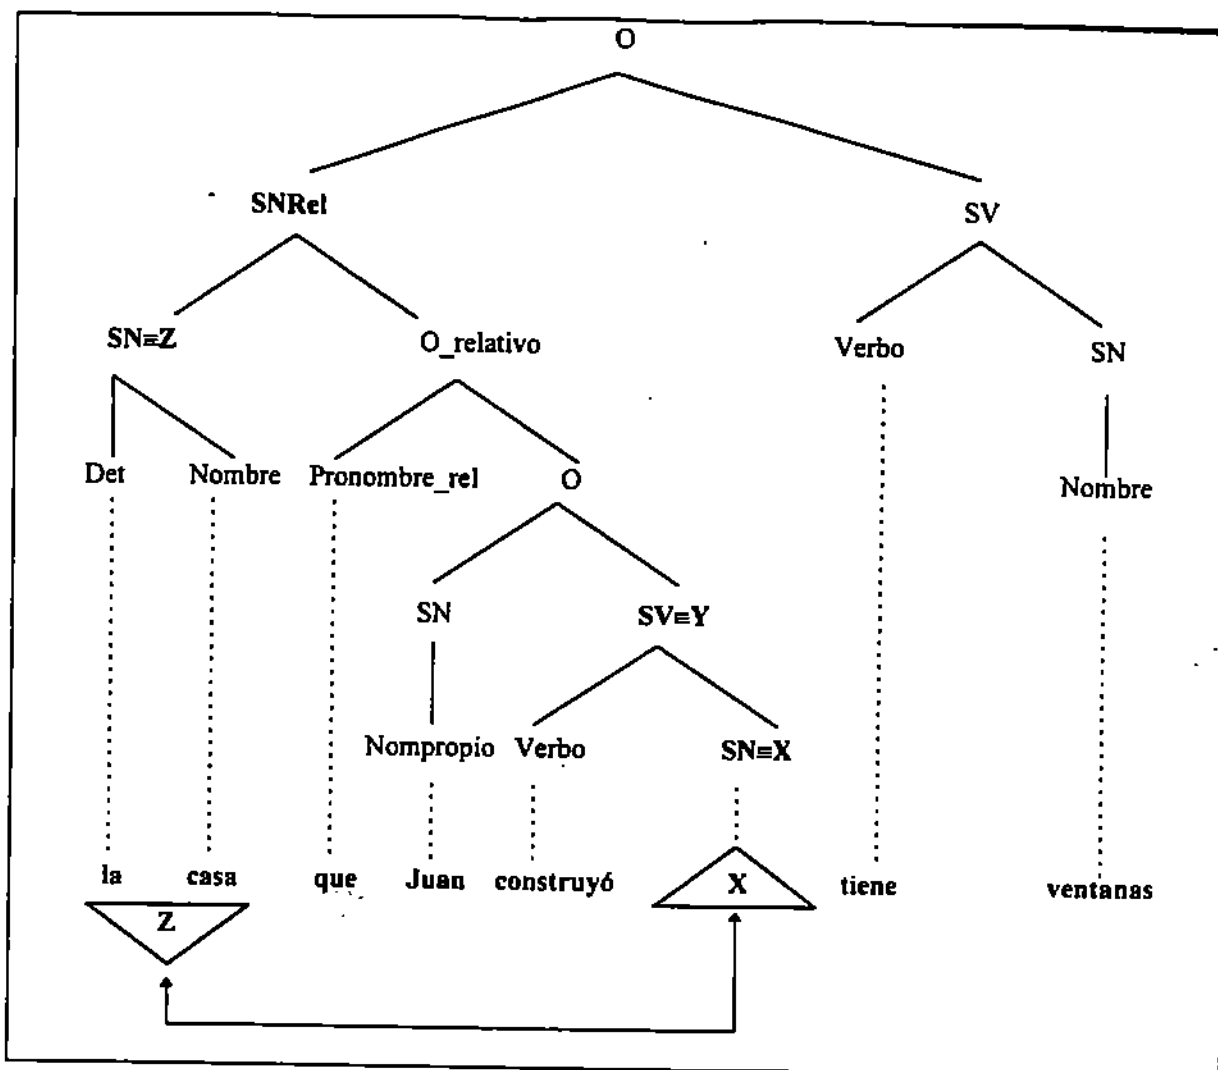 O
SNRel SV
SN≡Z O_relativo Verbo SN
Det Nombre Pronombre_rel O Nombre
SN SV≡Y
Nompropio Verbo SN≡X
la casa que Juan construyó X tiene ventanas
Z